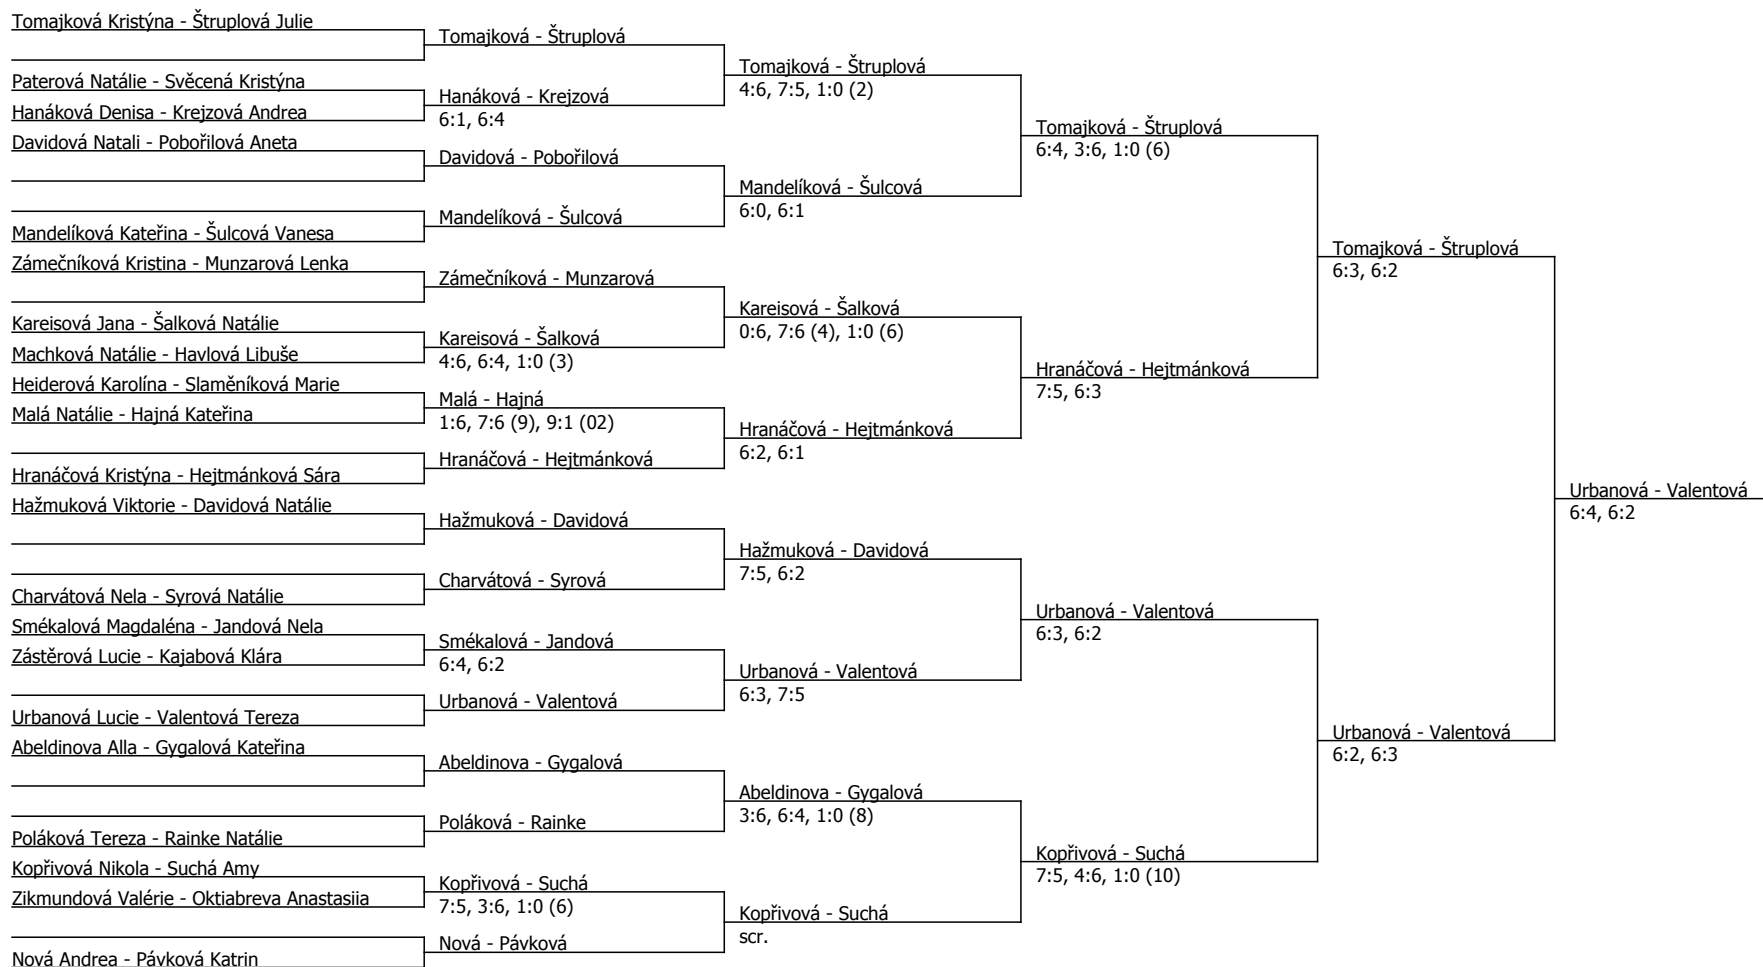 Tomajková Kristýna - Štruplová Julie
Paterová Natálie - Svěcená Kristýna
Hanáková Denisa - Krejzová Andrea
Davidová Natali - Pobořilová Aneta
Mandelíková Kateřina - Šulcová Vanesa
Zámečníková Kristina - Munzarová Lenka
Kareisová Jana - Šalková Natálie
Machková Natálie - Havlová Libuše
Heiderová Karolína - Slaměníková Marie
Malá Natálie - Hajná Kateřina
Hranáčová Kristýna - Hejtmánková Sára
Hažmuková Viktorie - Davidová Natálie
Charvátová Nela - Syrová Natálie
Smékalová Magdaléna - Jandová Nela
Zástěrová Lucie - Kajabová Klára
Urbanová Lucie - Valentová Tereza
Abeldinova Alla - Gygalová Kateřina
Poláková Tereza - Rainke Natálie
Kopřivová Nikola - Suchá Amy
Zikmundová Valérie - Oktiabreva Anastasiia
Nová Andrea - Pávková Katrin
Tomajková - Štruplová
Hanáková - Krejzová
6:1, 6:4
Davidová - Pobořilová
Mandelíková - Šulcová
Zámečníková - Munzarová
Kareisová - Šalková
4:6, 6:4, 1:0 (3)
Malá - Hajná
1:6, 7:6 (9), 9:1 (02)
Hranáčová - Hejtmánková
Hažmuková - Davidová
Charvátová - Syrová
Smékalová - Jandová
6:4, 6:2
Urbanová - Valentová
Abeldinova - Gygalová
Poláková - Rainke
Kopřivová - Suchá
7:5, 3:6, 1:0 (6)
Nová - Pávková
Tomajková - Štruplová
4:6, 7:5, 1:0 (2)
Mandelíková - Šulcová
6:0, 6:1
Kareisová - Šalková
0:6, 7:6 (4), 1:0 (6)
Hranáčová - Hejtmánková
6:2, 6:1
Hažmuková - Davidová
7:5, 6:2
Urbanová - Valentová
6:3, 7:5
Abeldinova - Gygalová
3:6, 6:4, 1:0 (8)
Kopřivová - Suchá
scr.
Tomajková - Štruplová
6:4, 3:6, 1:0 (6)
Hranáčová - Hejtmánková
7:5, 6:3
Urbanová - Valentová
6:3, 6:2
Kopřivová - Suchá
7:5, 4:6, 1:0 (10)
Tomajková - Štruplová
6:3, 6:2
Urbanová - Valentová
6:2, 6:3
Urbanová - Valentová
6:4, 6:2